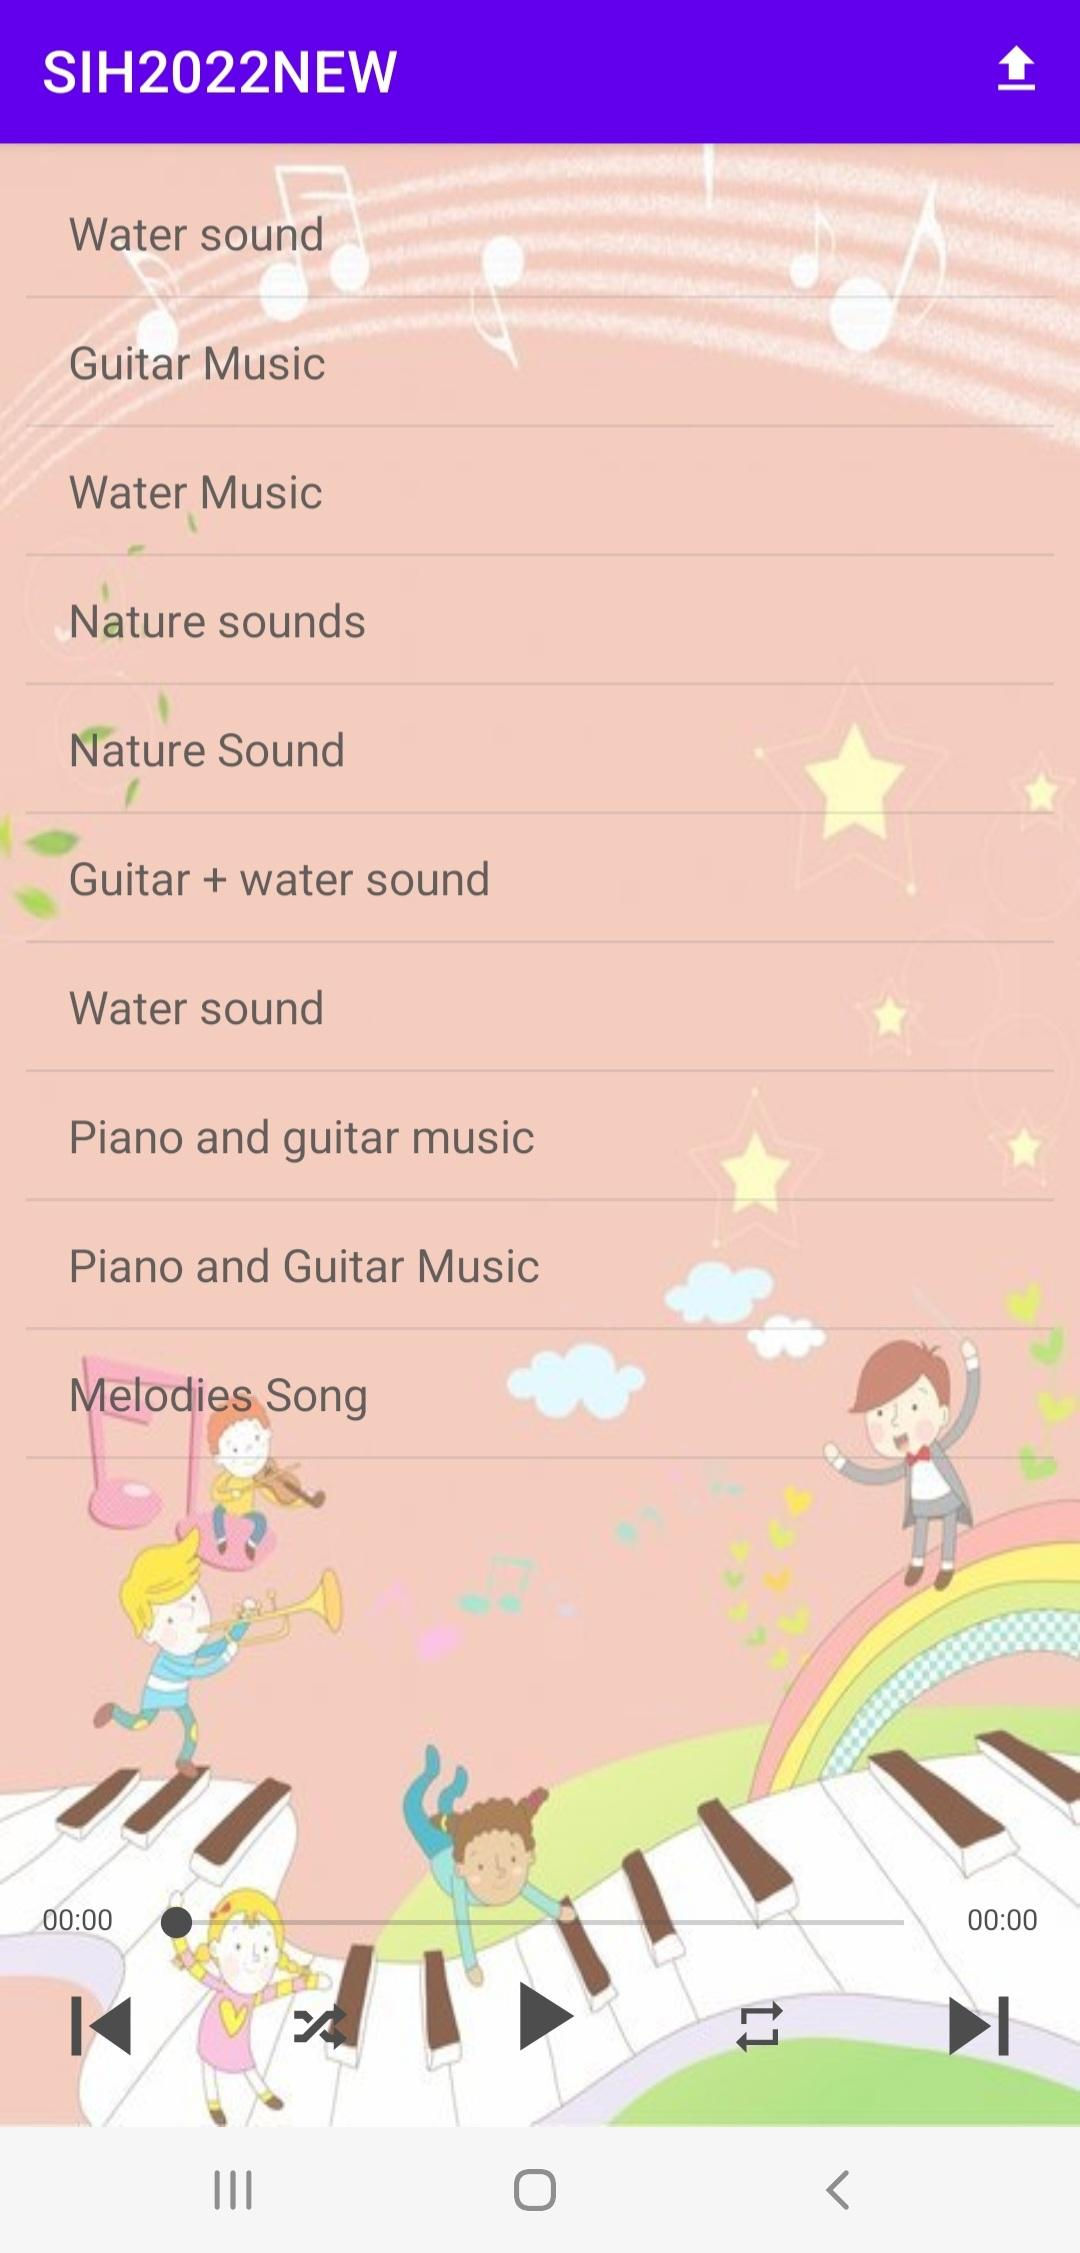 SIH2022NEW
Water sound
Guitar Music
Water Music
Nature sounds
Nature Sound
Guitar + water sound
Water sound
Piano and guitar music
Piano and Guitar Music
Melodies Song
00:00 00:00